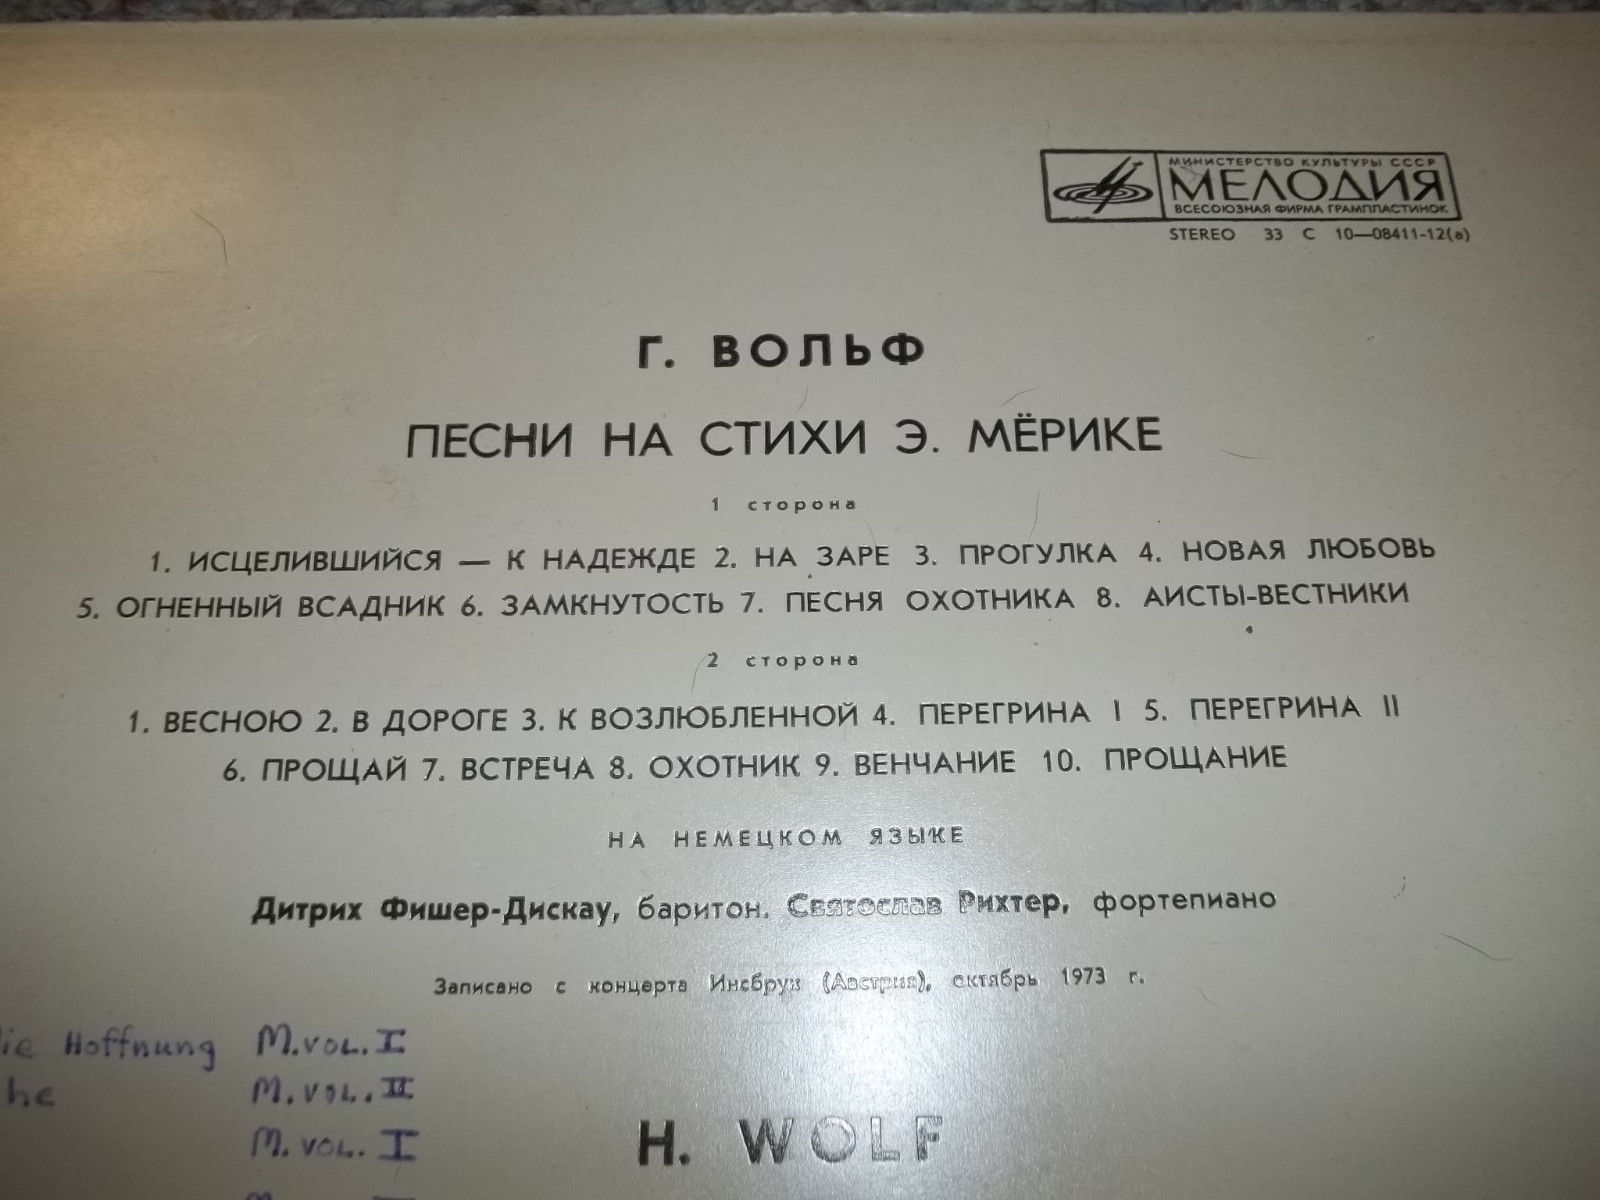 МИНИСТЕРСТВО КУЛЬТУРЫ СССР
МЕЛОДИЯ
ВСЕСОЮЗНАЯ ФИРМА ГРАМПЛАСТИНОК
STEREO 33 С 10—08411-12(а)
Г. ВОЛЬФ
ПЕСНИ НА СТИХИ Э. МЁРИКЕ
1 сторона
1. ИСЦЕЛИВШИЙСЯ — К НАДЕЖДЕ 2. НА ЗАРЕ 3. ПРОГУЛКА 4. НОВАЯ ЛЮБОВЬ
5. ОГНЕННЫЙ ВСАДНИК 6. ЗАМКНУТОСТЬ 7. ПЕСНЯ ОХОТНИКА 8. АИСТЫ-ВЕСТНИКИ
2 сторона
1. ВЕСНОЮ 2. В ДОРОГЕ 3. К ВОЗЛЮБЛЕННОЙ 4. ПЕРЕГРИНА I 5. ПЕРЕГРИНА II
6. ПРОЩАЙ 7. ВСТРЕЧА 8. ОХОТНИК 9. ВЕНЧАНИЕ 10. ПРОЩАНИЕ
НА НЕМЕЦКОМ ЯЗЫКЕ
Дитрих Фишер-Дискау, баритон. Святослав Рихтер, фортепиано
Записано с концерта Инсбрук (Австрия), октябрь 1973 г.
Hoffnung M. VOL. I
M. VOL. II
M. VOL. I
H. WOLF